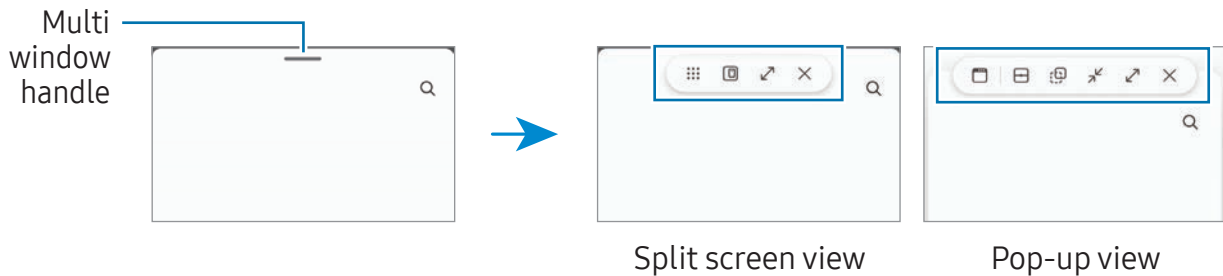 Multi
window
handle
Split screen view
Pop-up view